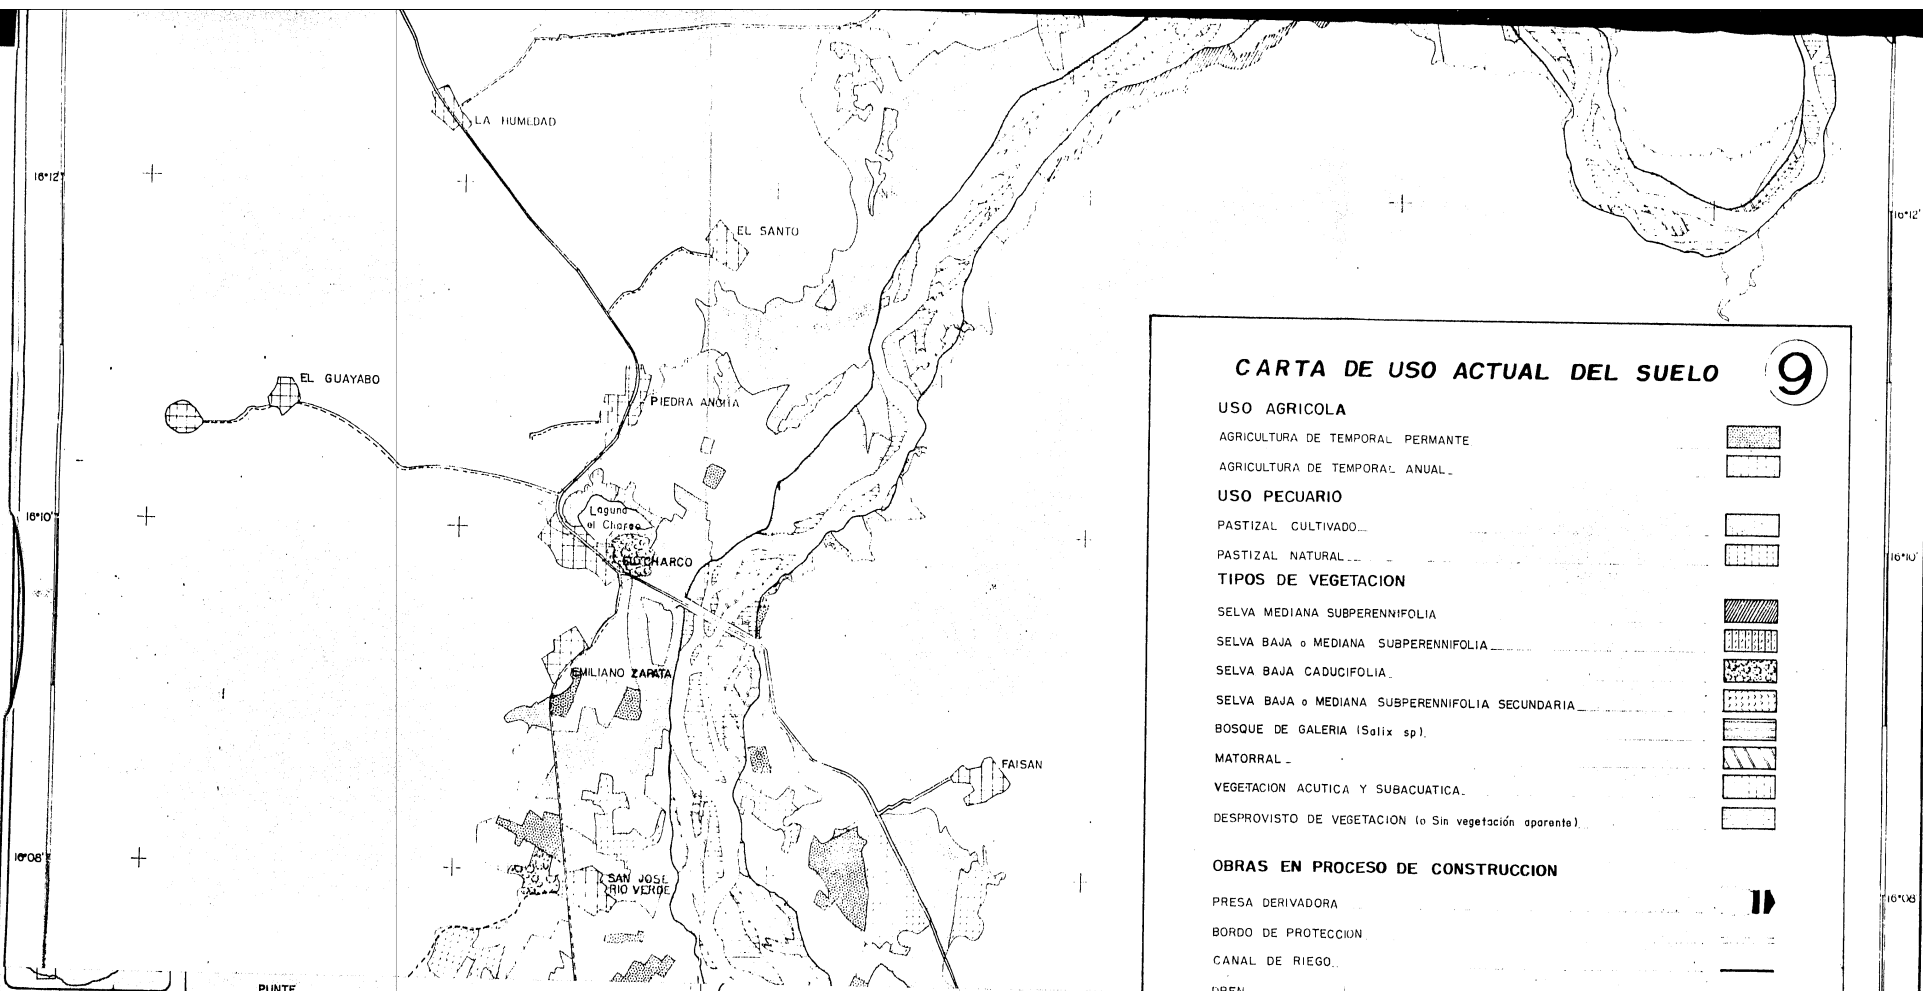 LA HUMEDAD
16°12'
16°12'
EL SANTO
EL GUAYABO
PIEDRA ANCHA
16°10'
Laguna
el Charco
EL CHARCO
16°10'
EMILIANO ZAPATA
FAISAN
16°08'
SAN JOSE
RIO VERDE
16°08'
PUNTE
CARTA DE USO ACTUAL DEL SUELO 9
USO AGRICOLA
AGRICULTURA DE TEMPORAL PERMANTE
AGRICULTURA DE TEMPORAL ANUAL
USO PECUARIO
PASTIZAL CULTIVADO
PASTIZAL NATURAL
TIPOS DE VEGETACION
SELVA MEDIANA SUBPERENNIFOLIA
SELVA BAJA o MEDIANA SUBPERENNIFOLIA
SELVA BAJA CADUCIFOLIA
SELVA BAJA o MEDIANA SUBPERENNIFOLIA SECUNDARIA
BOSQUE DE GALERIA (Salix sp).
MATORRAL
VEGETACION ACUTICA Y SUBACUATICA
DESPROVISTO DE VEGETACION (o Sin vegetación aparente)
OBRAS EN PROCESO DE CONSTRUCCION
PRESA DERIVADORA
BORDO DE PROTECCION
CANAL DE RIEGO
DREN